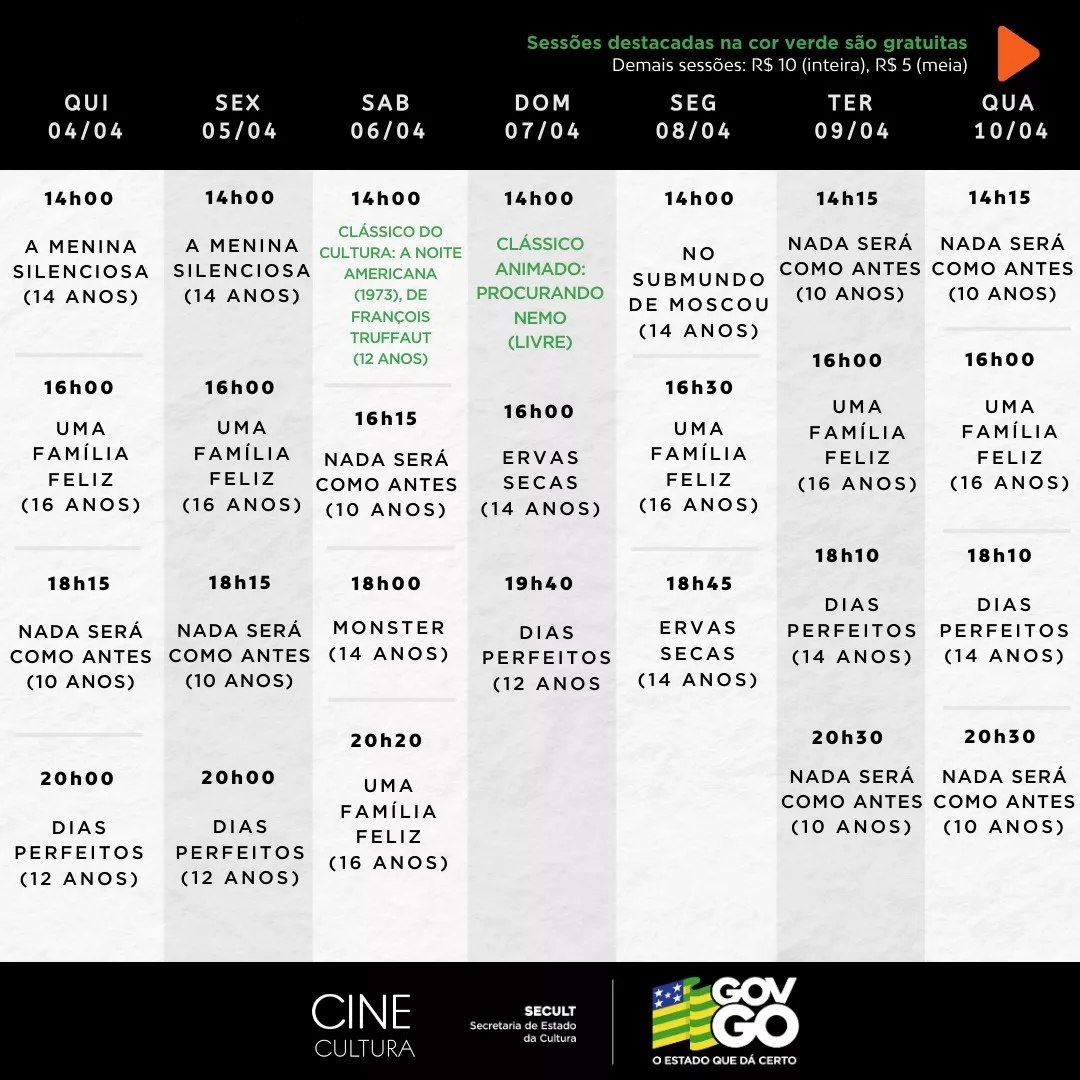 Sessões destacadas na cor verde são gratuitas
Demais sessões: R$ 10 (inteira), R$ 5 (meia)
QUI
04/04
SEX
05/04
SAB
06/04
DOM
07/04
SEG
08/04
TER
09/04
QUA
10/04
14h00
A MENINA
SILENCIOSA
(14 ANOS)
16h00
UMA
FAMÍLIA
FELIZ
(16 ANOS)
18h15
NADA SERÁ
COMO ANTES
(10 ANOS)
20h00
DIAS
PERFEITOS
(12 ANOS)
14h00
A MENINA
SILENCIOSA
(14 ANOS)
16h00
UMA
FAMÍLIA
FELIZ
(16 ANOS)
18h15
NADA SERÁ
COMO ANTES
(10 ANOS)
20h00
DIAS
PERFEITOS
(12 ANOS)
14h00
CLÁSSICO DO
CULTURA: A NOITE
AMERICANA
(1973), DE
FRANÇOIS
TRUFFAUT
(12 ANOS)
16h15
NADA SERÁ
COMO ANTES
(10 ANOS)
18h00
MONSTER
(14 ANOS)
20h20
UMA
FAMÍLIA
FELIZ
(16 ANOS)
14h00
CLÁSSICO
ANIMADO:
PROCURANDO
NEMO
(LIVRE)
16h00
ERVAS
SECAS
(14 ANOS)
19h40
DIAS
PERFEITOS
(12 ANOS
14h00
NO
SUBMUNDO
DE MOSCOU
(14 ANOS)
16h30
UMA
FAMÍLIA
FELIZ
(16 ANOS)
18h45
ERVAS
SECAS
(14 ANOS)
14h15
NADA SERÁ
COMO ANTES
(10 ANOS)
16h00
UMA
FAMÍLIA
FELIZ
(16 ANOS)
18h10
DIAS
PERFEITOS
(14 ANOS)
20h30
NADA SERÁ
COMO ANTES
(10 ANOS)
14h15
NADA SERÁ
COMO ANTES
(10 ANOS)
16h00
UMA
FAMÍLIA
FELIZ
(16 ANOS)
18h10
DIAS
PERFEITOS
(14 ANOS)
20h30
NADA SERÁ
COMO ANTES
(10 ANOS)
CINE
CULTURA
SECULT
Secretaria de Estado
da Cultura
GOV
GO
O ESTADO QUE DÁ CERTO